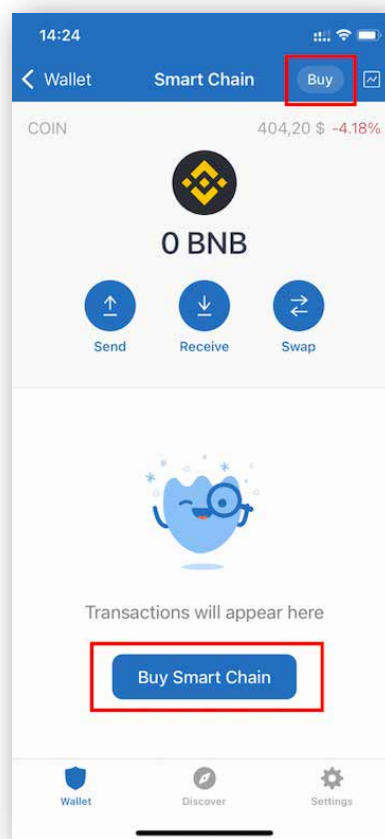 14:24
Wallet Smart Chain Buy
COIN 404,20 $ -4.18%
0 BNB
Send Receive Swap
Transactions will appear here
Buy Smart Chain
Wallet Discover Settings